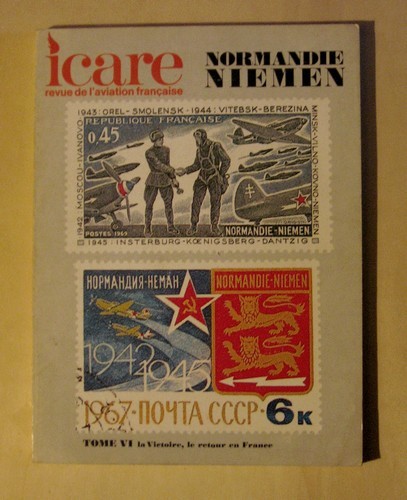 icare
revue de l'aviation française
NORMANDIE
NIEMEN
1943: OREL - SMOLENSK - 1944: VITEBSK - BEREZINA
RÉPUBLIQUE FRANÇAISE
0,45
1942 MOSCOU - IVANOVO
MINSK-VILNO-KOVNO-NIEMEN
POSTES 1969
NORMANDIE-NIEMEN
1945: INSTERBURG - KŒNIGSBERG - DANTZIG
НОРМАНДИЯ-НЕМАН
NORMANDIE-NIEMEN
1942
1945
1967 · ПОЧТА СССР · 6к
TOME VI la Victoire, le retour en France